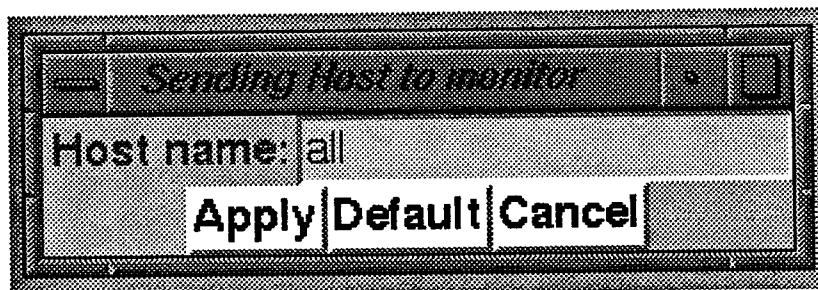 Sending Host to monitor
Host name: all
Apply Default Cancel